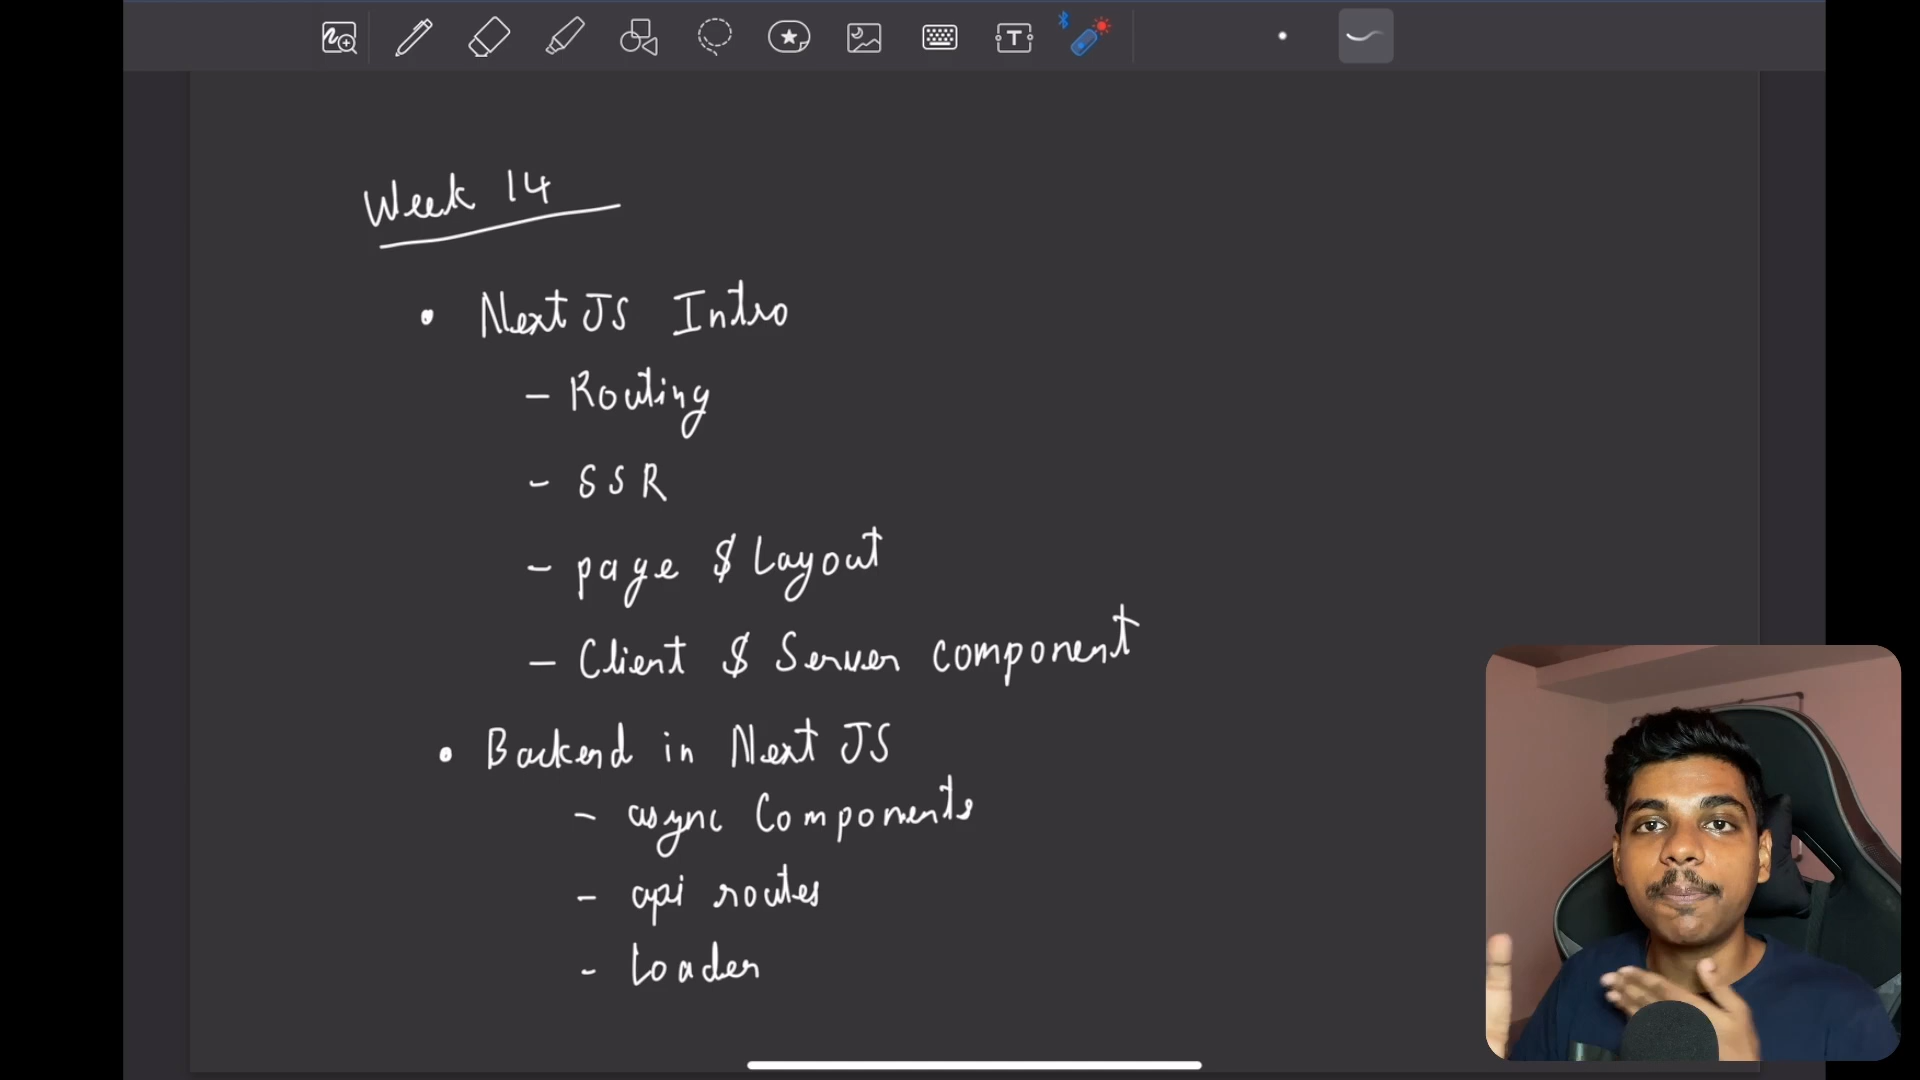 Week 14
• Next JS Intro
- Routing
- SSR
- page & Layout
- Client & Server component
• Backend in Next JS
- async Components
- api routes
- Loader